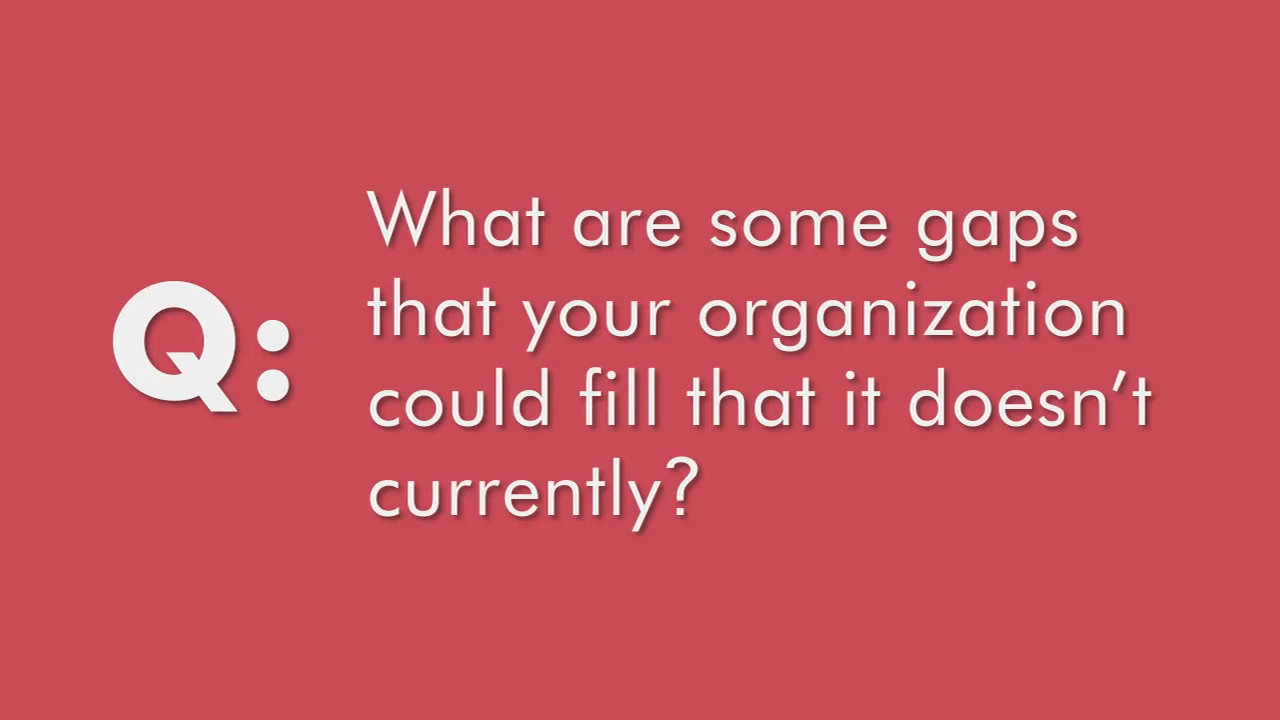 Q:
What are some gaps
that your organization
could fill that it doesn’t
currently?